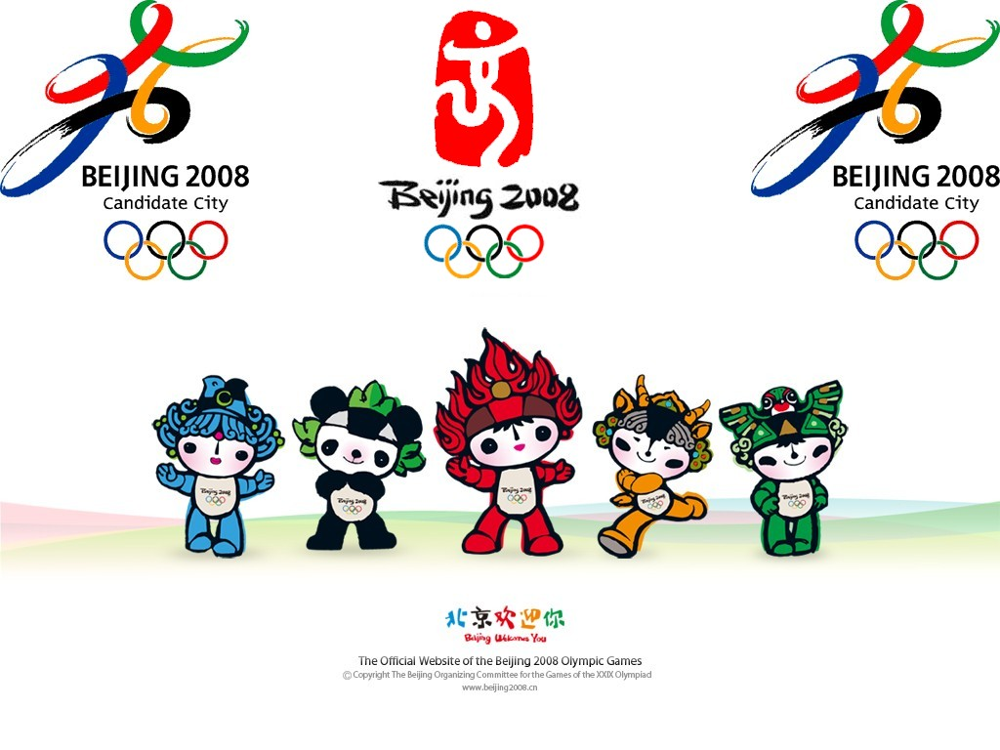 BEIJING 2008
Candidate City
Beijing 2008
BEIJING 2008
Candidate City
Beijing 2008
Beijing 2008
Beijing 2008
Beijing 2008
Beijing 2008
北京欢迎你
Beijing Welcomes You
The Official Website of the Beijing 2008 Olympic Games
© Copyright The Beijing Organizing Committee for the Games of the XXIX Olympiad
www.beijing2008.cn